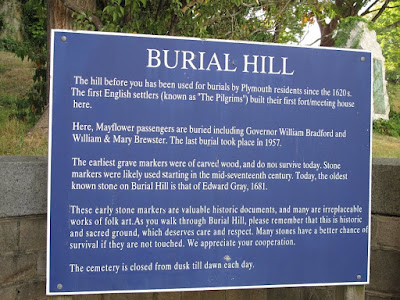 BURIAL HILL
The hill before you has been used for burials by Plymouth residents since the 1620's.
The first English settlers (known as "The Pilgrims") built their first fort/meeting house
here.
Here, Mayflower passengers are buried including Governor William Bradford and
William & Mary Brewster. The last burial took place in 1957.
The earliest grave markers were of carved wood, and do not survive today. Stone
markers were likely used starting in the mid-seventeenth century. Today, the oldest
known stone on Burial Hill is that of Edward Gray, 1681.
These early stone markers are valuable historic documents, and many are irreplaceable
works of folk art.As you walk through Burial Hill, please remember that this is historic
and sacred ground, which deserves care and respect. Many stones have a better chance of
survival if they are not touched. We appreciate your cooperation.
The cemetery is closed from dusk till dawn each day.